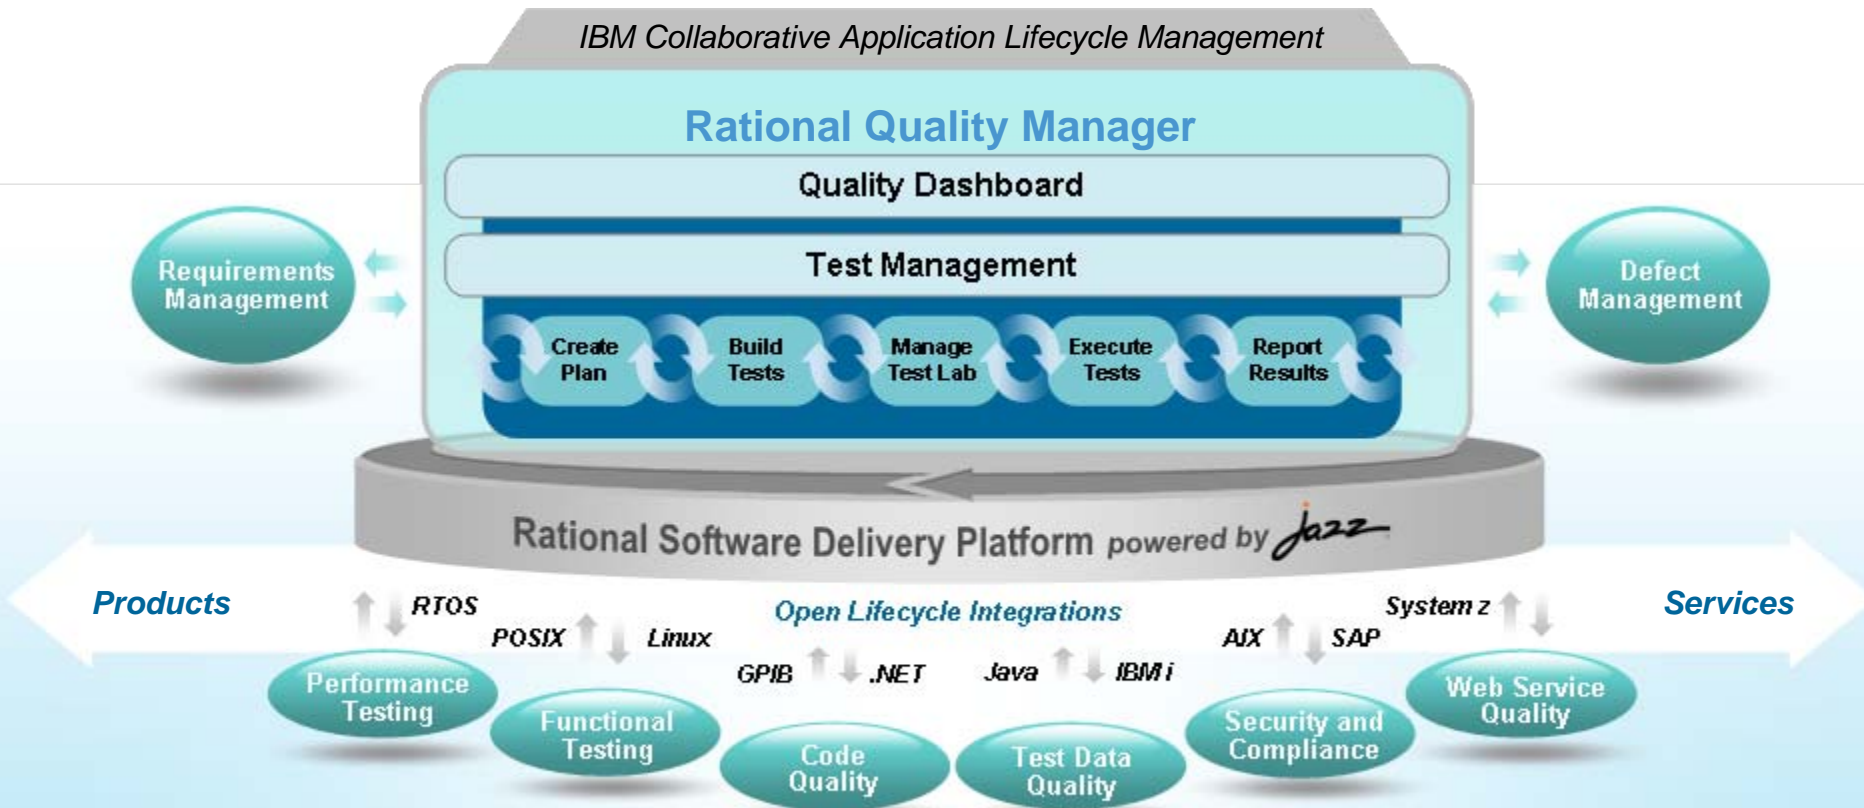 IBM Collaborative Application Lifecycle Management
Rational Quality Manager
Quality Dashboard
Test Management
Requirements
Management
Defect
Management
Create
Plan
Build
Tests
Manage
Test Lab
Execute
Tests
Report
Results
Rational Software Delivery Platform powered by jazz
Products
Services
Open Lifecycle Integrations
RTOS
POSIX
Linux
GPIB
.NET
Java
IBM i
AIX
SAP
System z
Performance
Testing
Functional
Testing
Code
Quality
Test Data
Quality
Security and
Compliance
Web Service
Quality